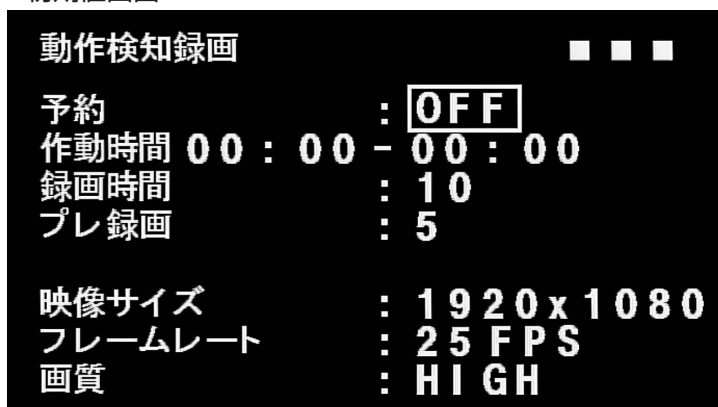 動作検知録画 ■ ■ ■
予約 : OFF
作動時間 00:00-00:00
録画時間 : 10
プレ録画 : 5
映像サイズ : 1920x1080
フレームレート : 25FPS
画質 : HIGH